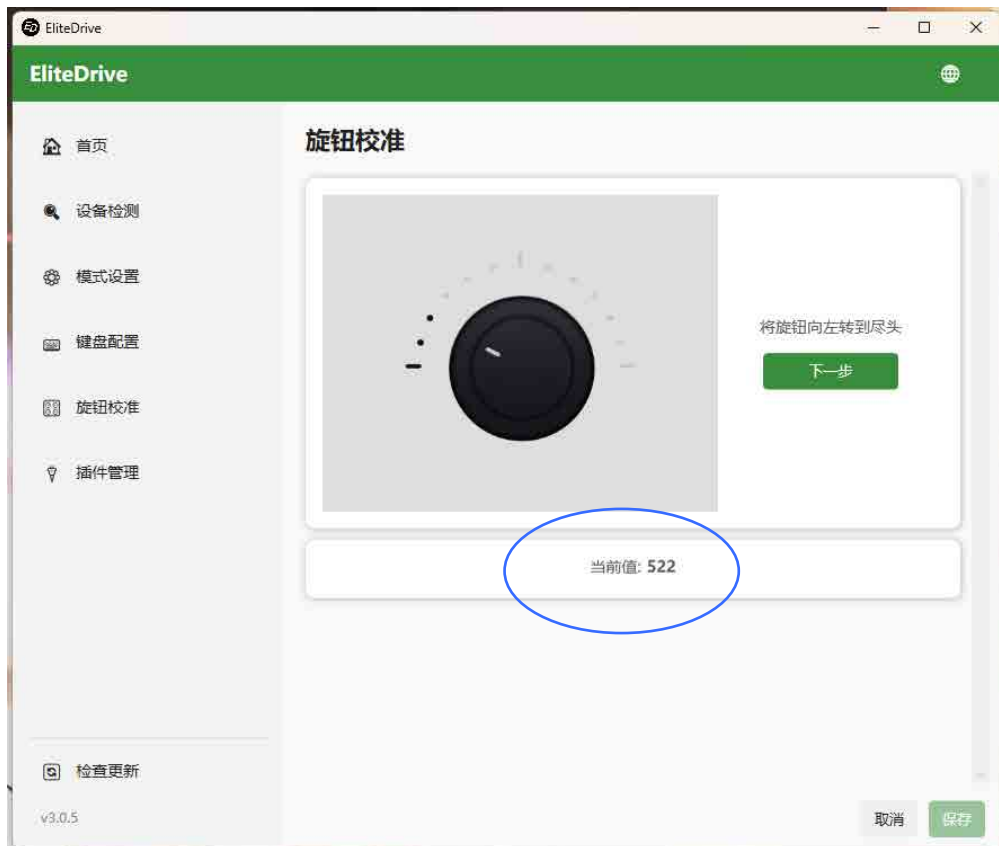 EliteDrive
EliteDrive
首页
设备检测
模式设置
键盘配置
旋钮校准
插件管理
检查更新
v3.0.5
旋钮校准
将旋钮向左转到尽头
下一步
当前值: 522
取消
保存